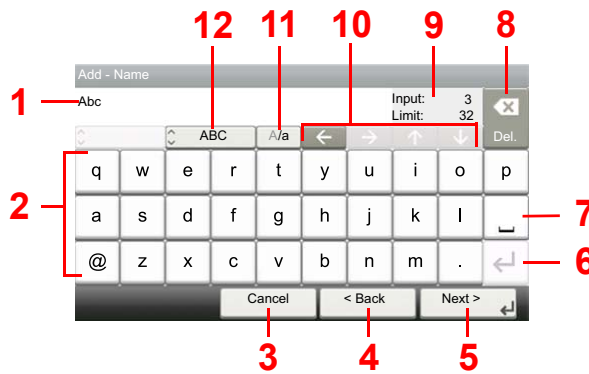 12 11 10 9 8
Add - Name
1 Abc Input: 3
Limit: 32
ABC A/a ← → ↑ ↓ Del.
q w e r t y u i o p
2 a s d f g h j k l 7
@ z x c v b n m . 6
Cancel < Back Next >
3 4 5